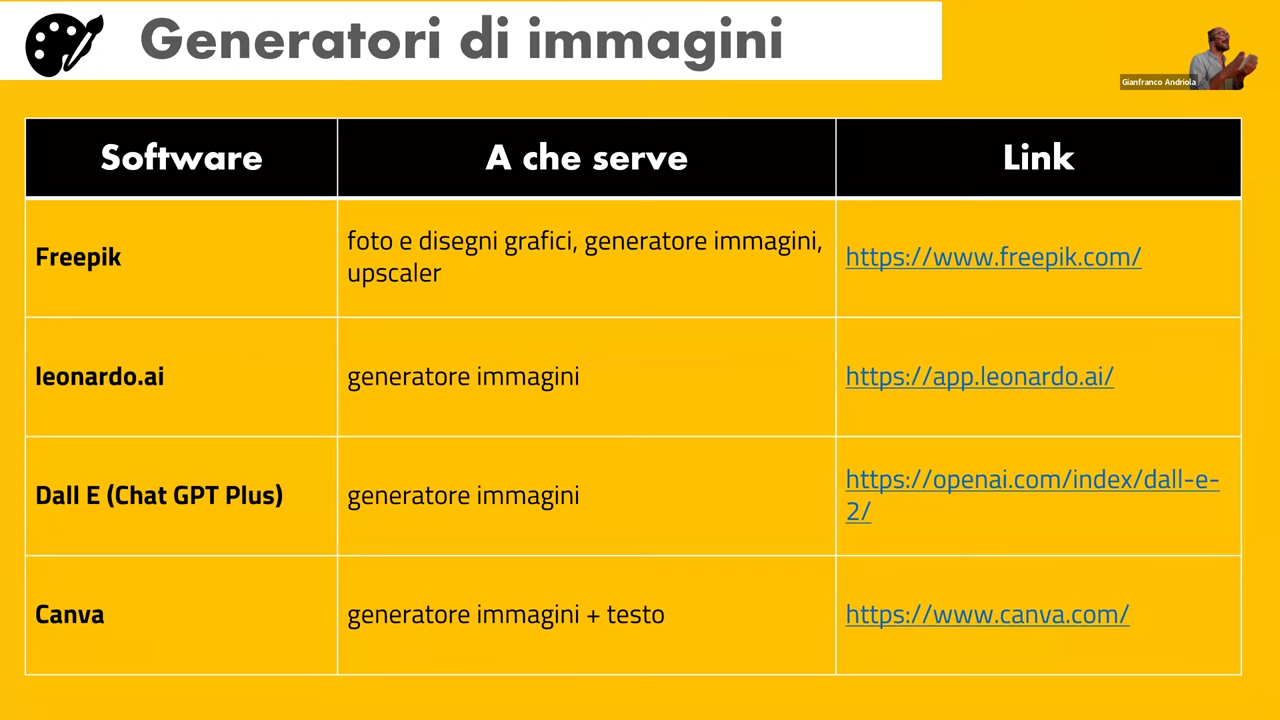 Generatori di immagini
Gianfranco Andriola
Software
A che serve
Link
Freepik
foto e disegni grafici, generatore immagini,
upscaler
https://www.freepik.com/
leonardo.ai
generatore immagini
https://app.leonardo.ai/
Dall E (Chat GPT Plus)
generatore immagini
https://openai.com/index/dall-e-
2/
Canva
generatore immagini + testo
https://www.canva.com/